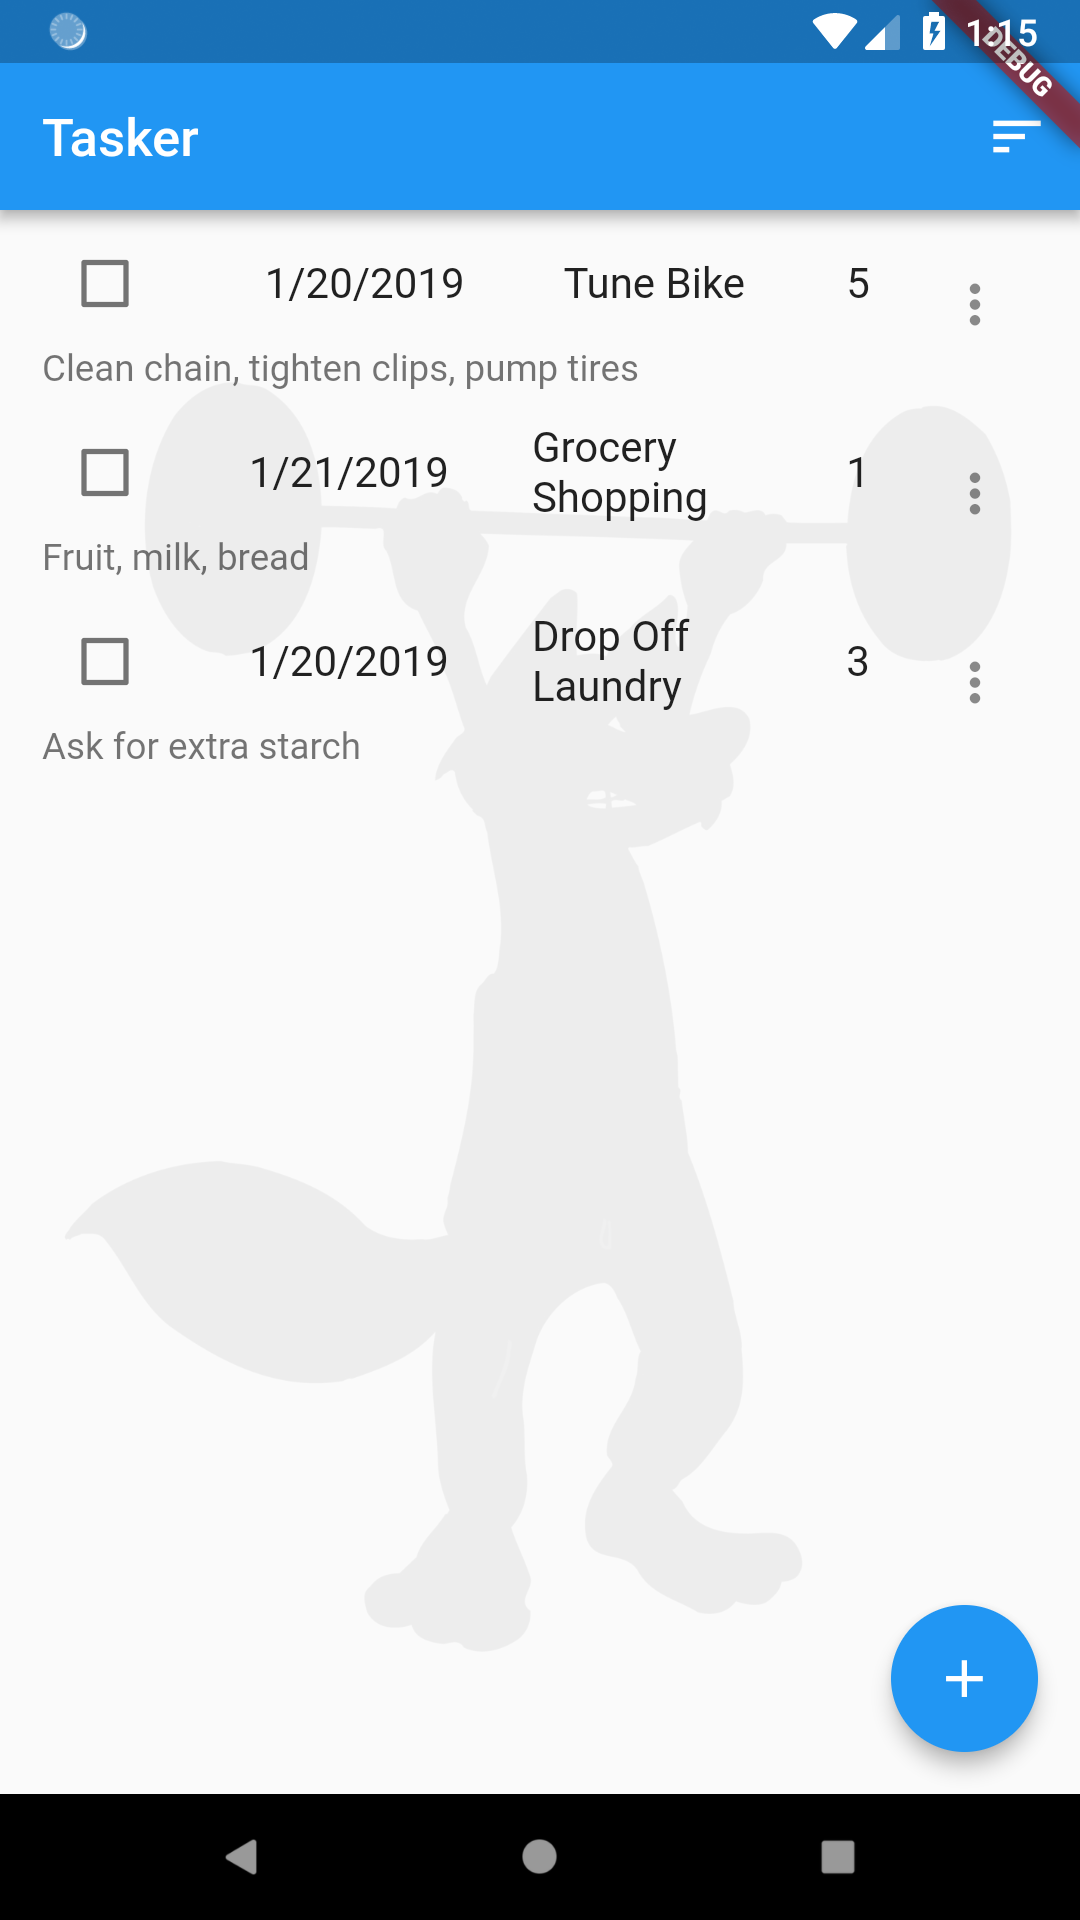 1:15
DEBUG
Tasker
1/20/2019 Tune Bike 5
Clean chain, tighten clips, pump tires
1/21/2019 Grocery Shopping 1
Fruit, milk, bread
1/20/2019 Drop Off Laundry 3
Ask for extra starch